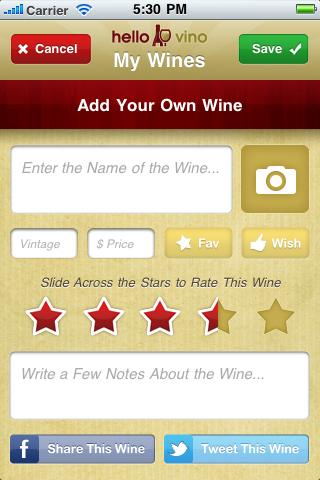 Carrier 5:30 PM
Cancel hello vino Save
My Wines
Add Your Own Wine
Enter the Name of the Wine...
Vintage $ Price Fav Wish
Slide Across the Stars to Rate This Wine
Write a Few Notes About the Wine...
f Share This Wine Tweet This Wine